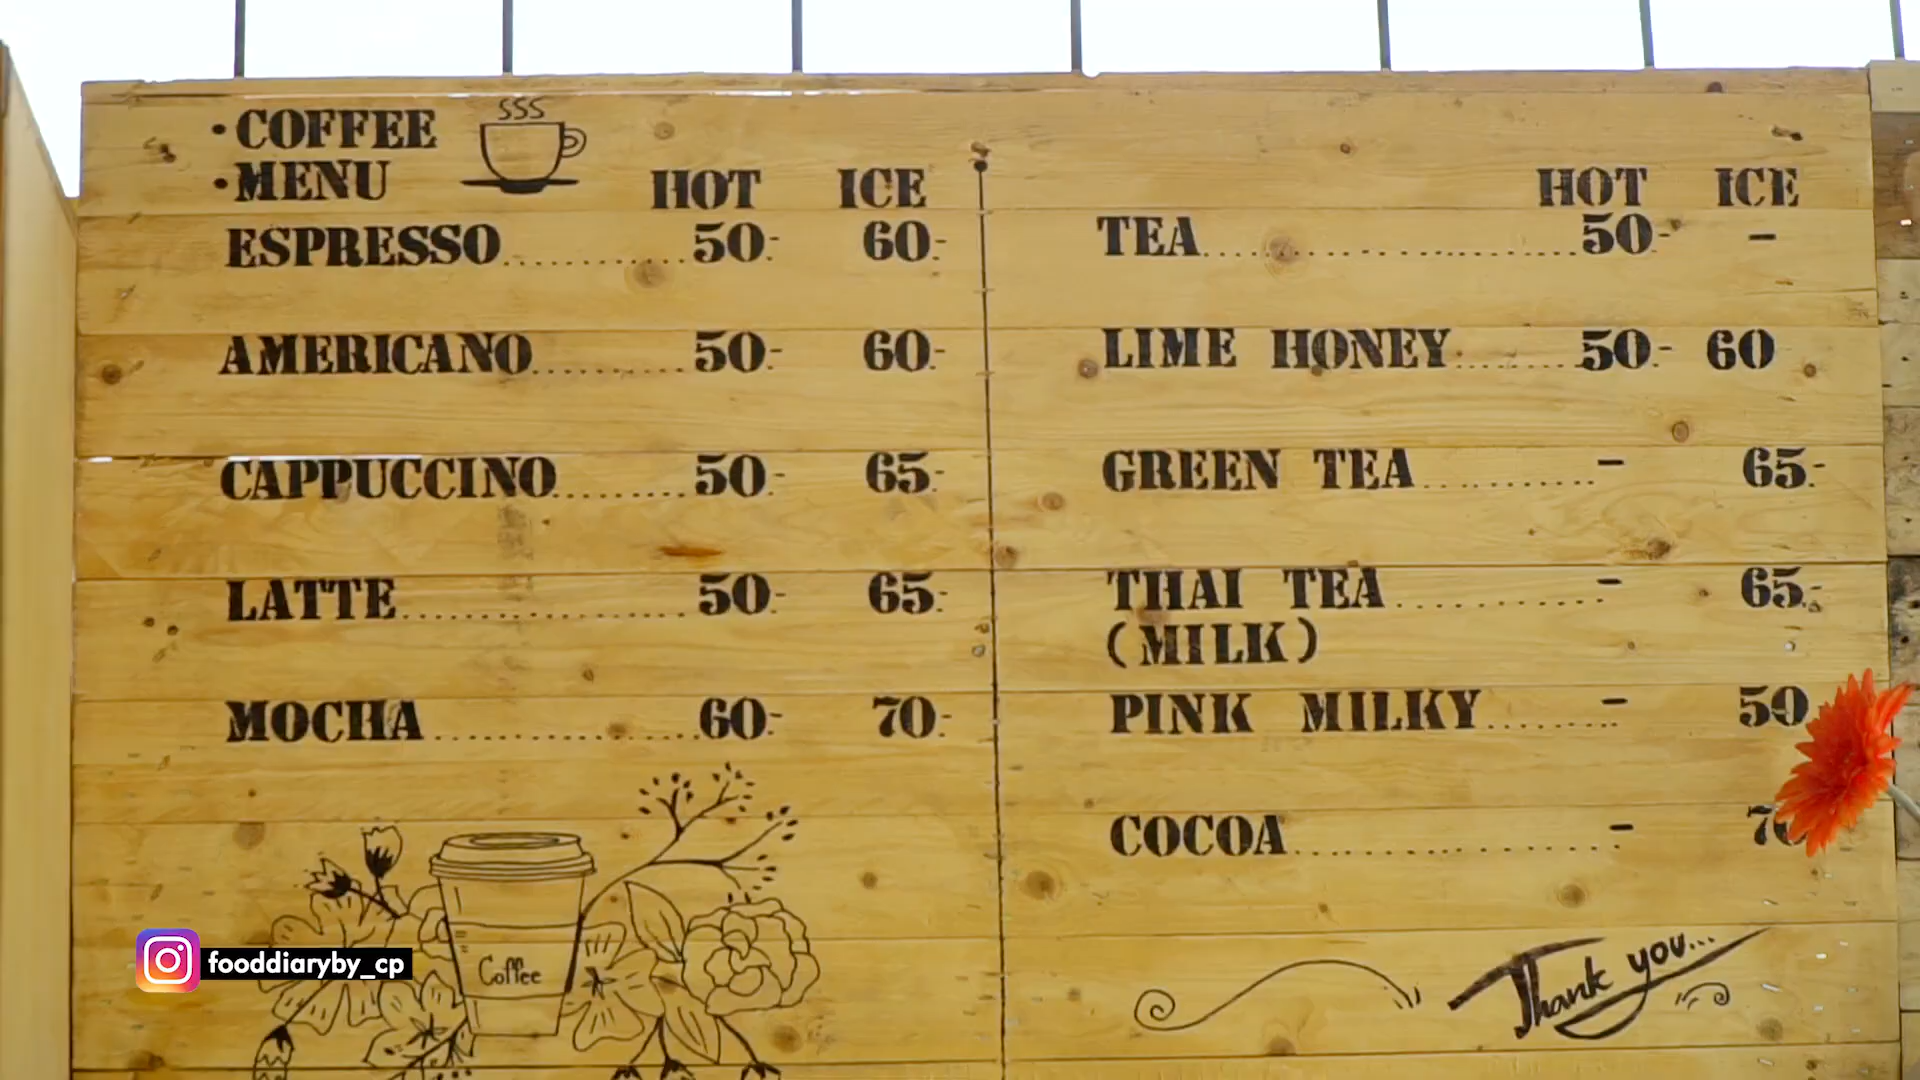 • COFFEE
• MENU
HOT ICE
ESPRESSO.......... 50.- 60.-
AMERICANO.......... 50.- 60.-
CAPPUCCINO.......... 50.- 65.-
LATTE.................. 50.- 65.-
MOCHA.................. 60.- 70.-
HOT ICE
TEA........................ 50.- -
LIME HONEY.......... 50.- 60
GREEN TEA............ - 65.-
THAI TEA............... - 65.-
(MILK)
PINK MILKY.......... - 50
COCOA..................... -
Thank you...
Coffee
fooddiaryby_cp